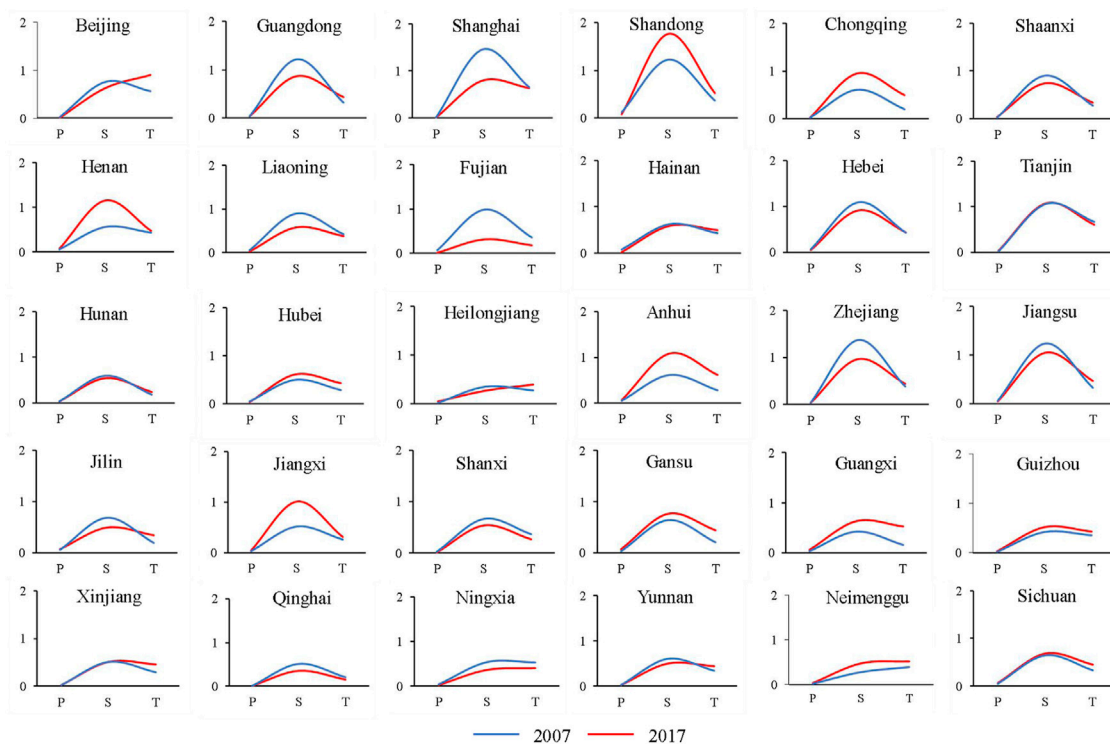 Beijing Guangdong Shanghai Shandong Chongqing Shaanxi
2 2 2 2 2 2
1 1 1 1 1 1
0 0 0 0 0 0
P S T P S T P S T P S T P S T P S T
Henan Liaoning Fujian Hainan Hebei Tianjin
2 2 2 2 2 2
1 1 1 1 1 1
0 0 0 0 0 0
P S T P S T P S T P S T P S T P S T
Hunan Hubei Heilongjiang Anhui Zhejiang Jiangsu
2 2 2 2 2 2
1 1 1 1 1 1
0 0 0 0 0 0
P S T P S T P S T P S T P S T P S T
Jilin Jiangxi Shanxi Gansu Guangxi Guizhou
2 2 2 2 2 2
1 1 1 1 1 1
0 0 0 0 0 0
P S T P S T P S T P S T P S T P S T
Xinjiang Qinghai Ningxia Yunnan Neimenggu Sichuan
2 2 2 2 2 2
1 1 1 1 1 1
0 0 0 0 0 0
P S T P S T P S T P S T P S T P S T
2007 2017